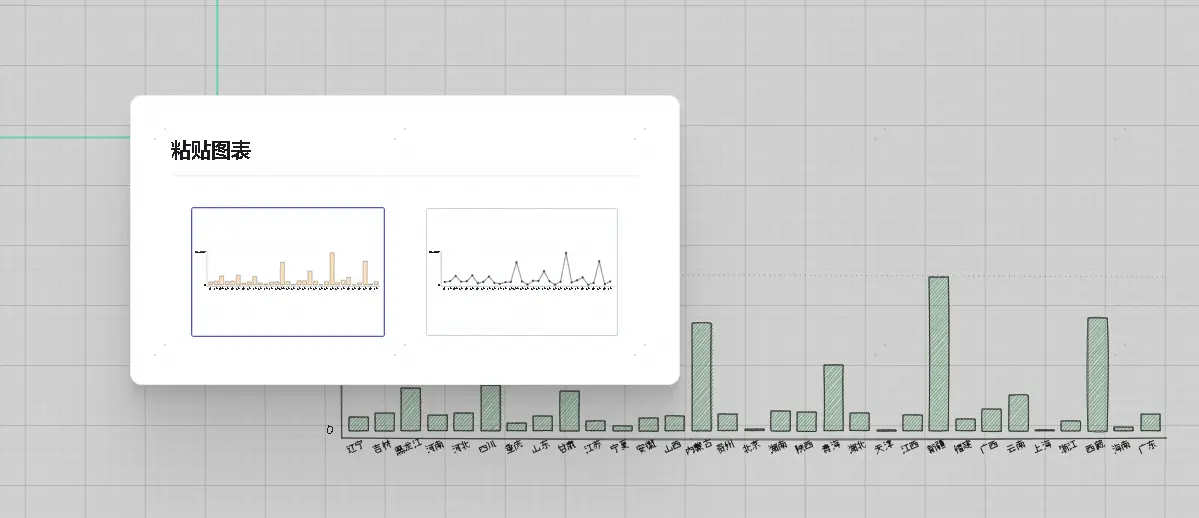 粘贴图表
0
辽宁 吉林 黑龙江 河南 河北 四川 重庆 山东 甘肃 江苏 宁夏 安徽 山西 内蒙古 贵州 北京 湖南 陕西 青海 湖北 天津 江西 新疆 福建 广西 云南 上海 浙江 西藏 海南 广东